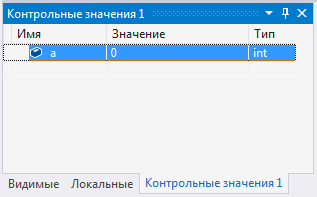 Контрольные значения 1
Имя Значение Тип
a 0 int
Видимые Локальные Контрольные значения 1